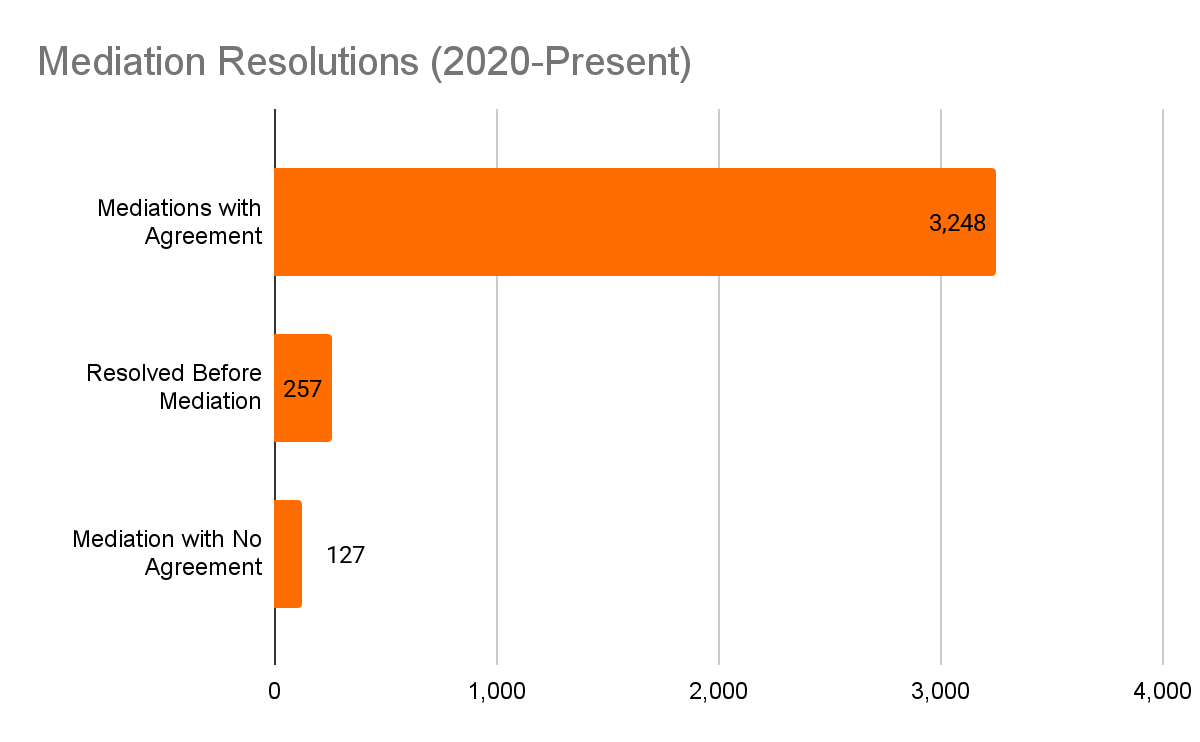 Mediation Resolutions (2020-Present)
Mediations with
Agreement
3,248
Resolved Before
Mediation
257
Mediation with No
Agreement
127
0
1,000
2,000
3,000
4,000